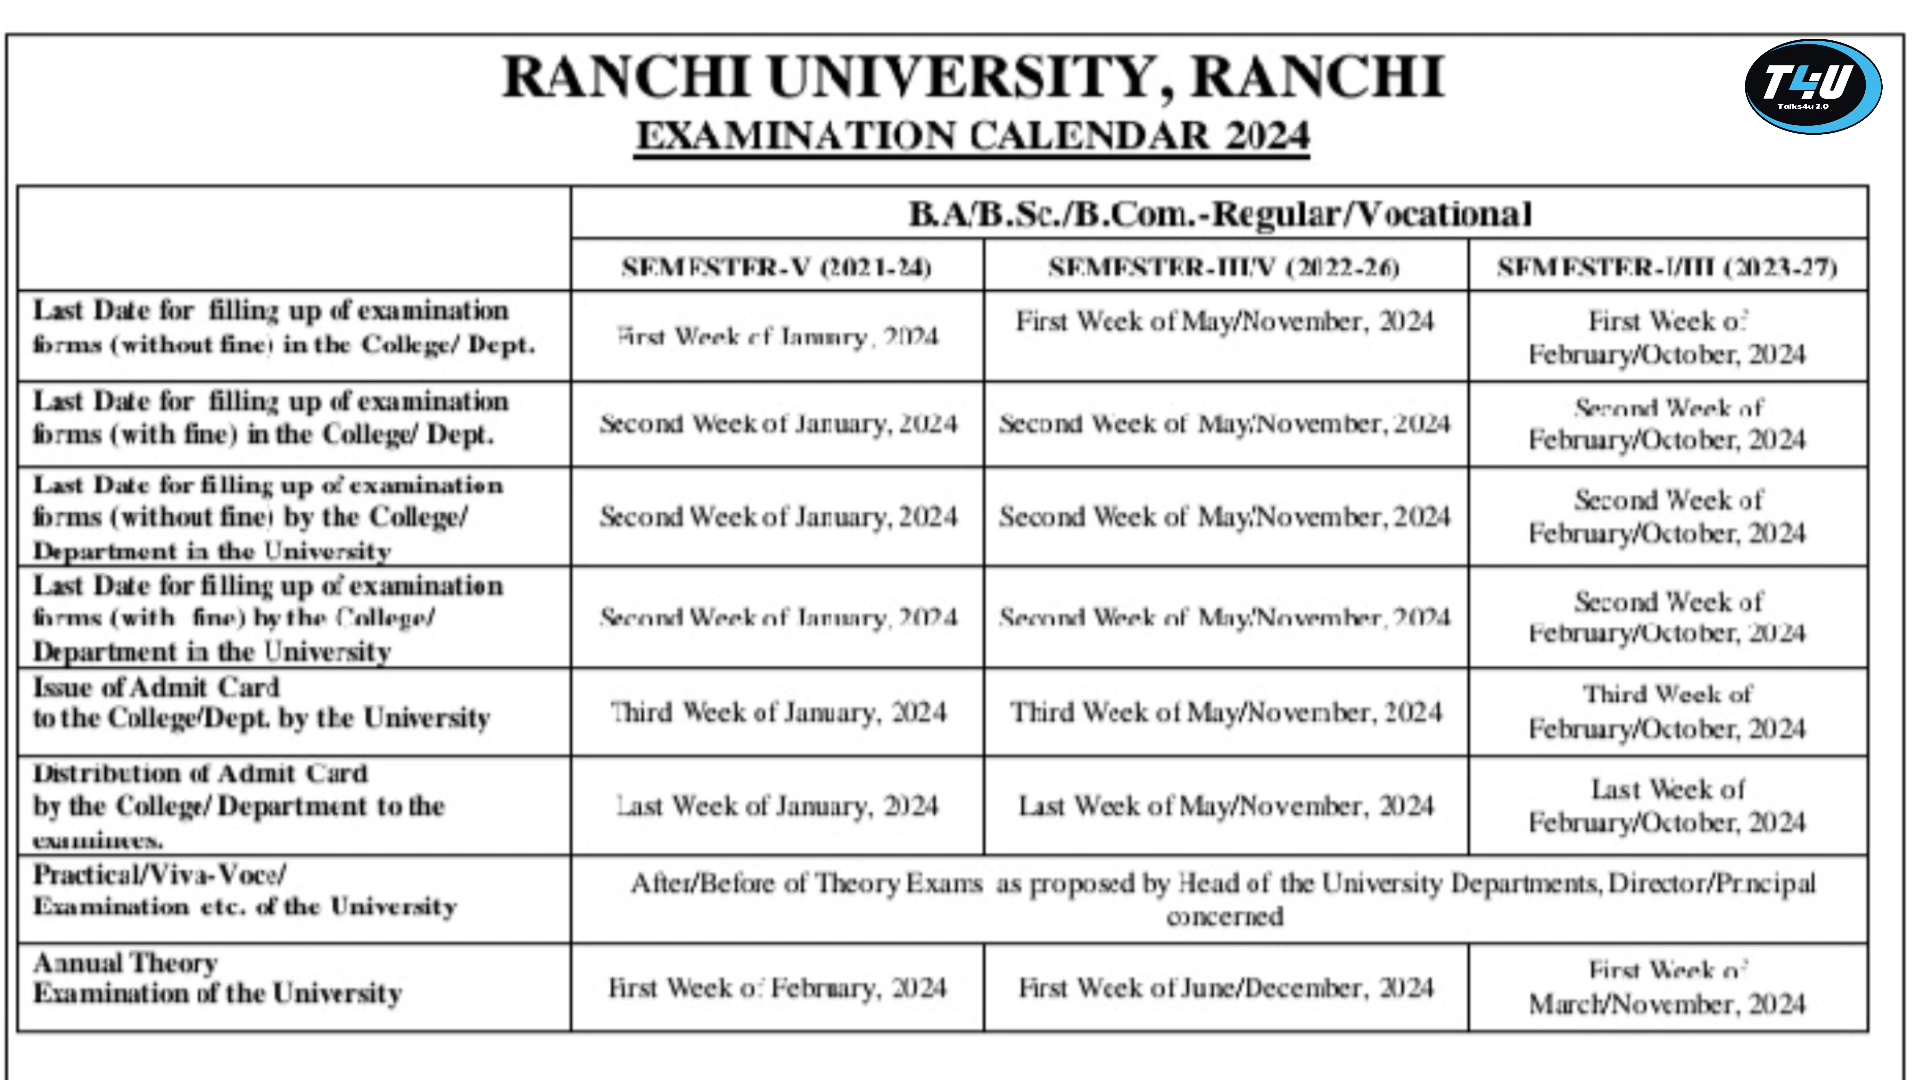 RANCHI UNIVERSITY, RANCHI
T4U
Talks4u 2.0
EXAMINATION CALENDAR 2024
B.A/B.Sc./B.Com.-Regular/Vocational
SEMESTER-V (2021-24)
SEMESTER-III/V (2022-26)
SEMESTER-I/III (2023-27)
Last Date for filling up of examination
forms (without fine) in the College/ Dept.
First Week of January, 2024
First Week of May/November, 2024
First Week of
February/October, 2024
Last Date for filling up of examination
forms (with fine) in the College/ Dept.
Second Week of January, 2024
Second Week of May/November, 2024
Second Week of
February/October, 2024
Last Date for filling up of examination
forms (without fine) by the College/
Department in the University
Second Week of January, 2024
Second Week of May/November, 2024
Second Week of
February/October, 2024
Last Date for filling up of examination
forms (with fine) by the College/
Department in the University
Second Week of January, 2024
Second Week of May/November, 2024
Second Week of
February/October, 2024
Issue of Admit Card
to the College/Dept. by the University
Third Week of January, 2024
Third Week of May/November, 2024
Third Week of
February/October, 2024
Distribution of Admit Card
by the College/ Department to the
examinees.
Last Week of January, 2024
Last Week of May/November, 2024
Last Week of
February/October, 2024
Practical/Viva-Voce/
Examination etc. of the University
After/Before of Theory Exams as proposed by Head of the University Departments, Director/Principal
concerned
Annual Theory
Examination of the University
First Week of February, 2024
First Week of June/December, 2024
First Week of
March/November, 2024